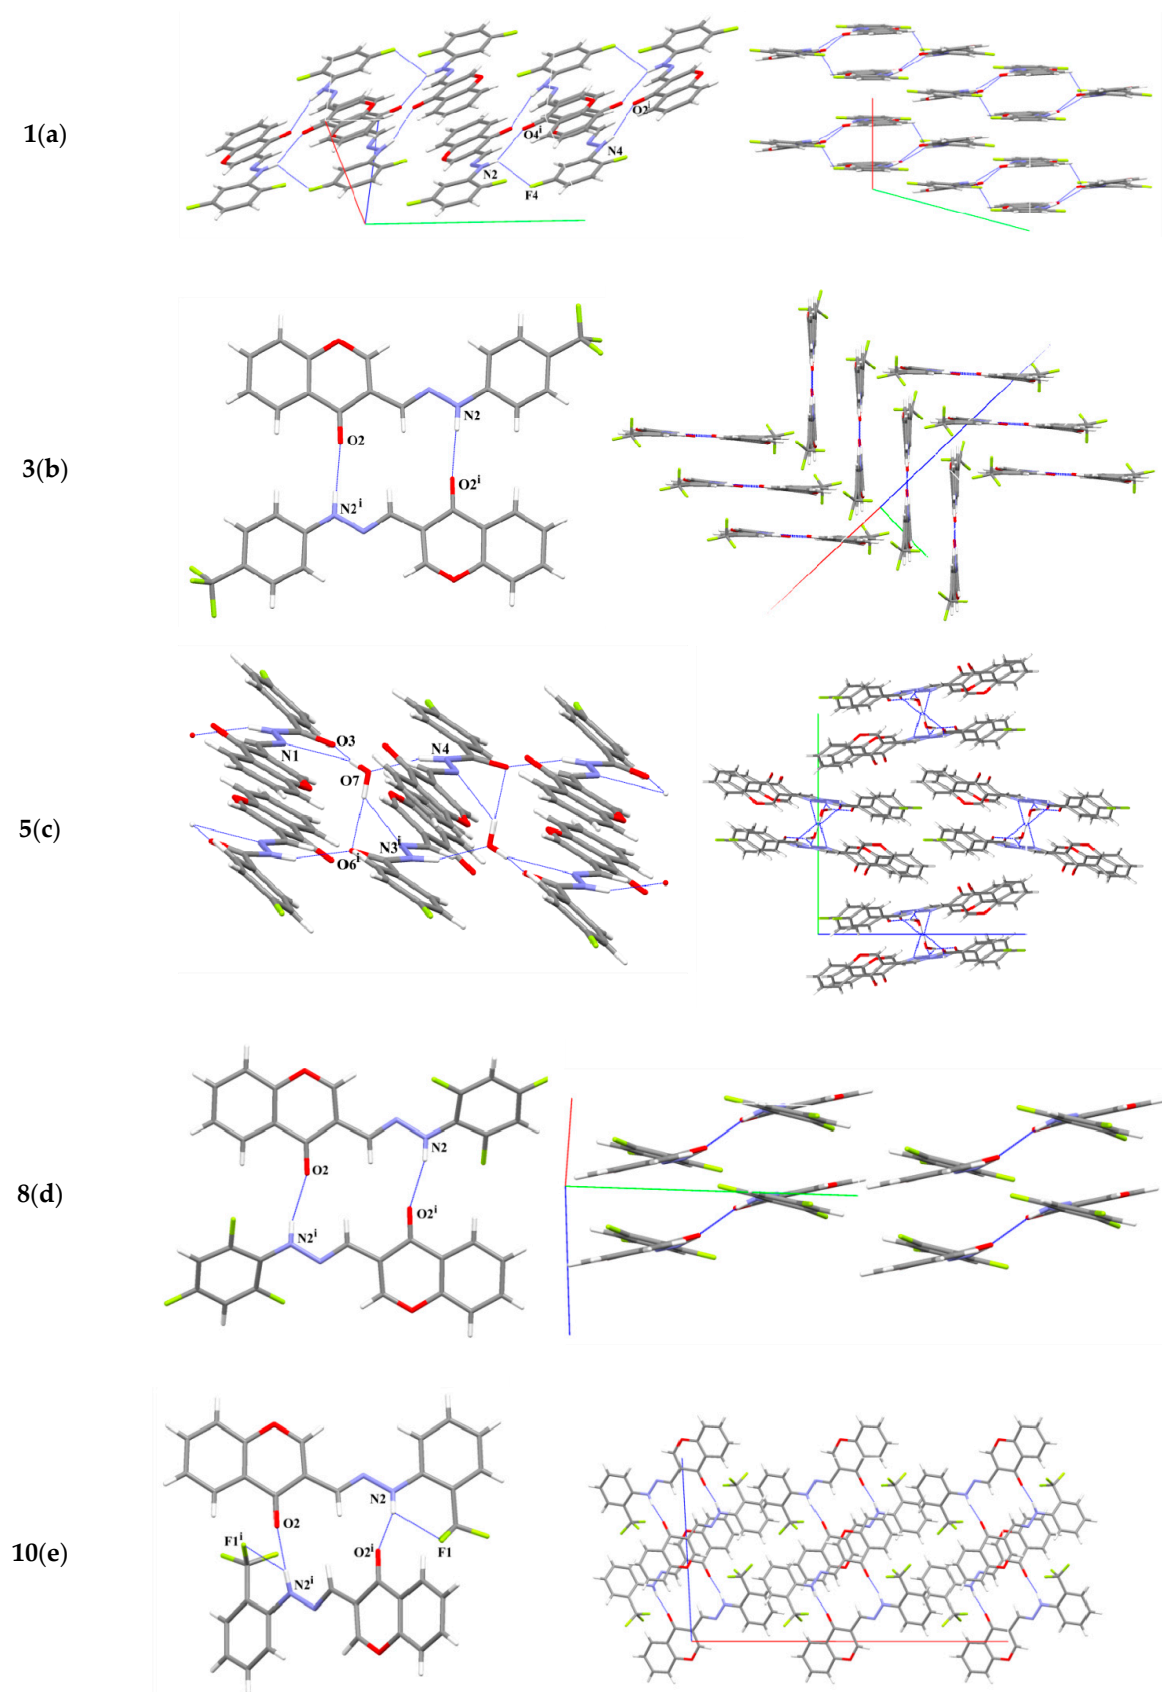 1(a)
O4i
O2i
N2
N4
F4
3(b)
N2
O2
O2i
N2i
5(c)
O3
N1
N4
O7
O6i
N3i
8(d)
N2
O2
O2i
N2i
10(e)
N2
O2
F1i
F1
O2i
N2i